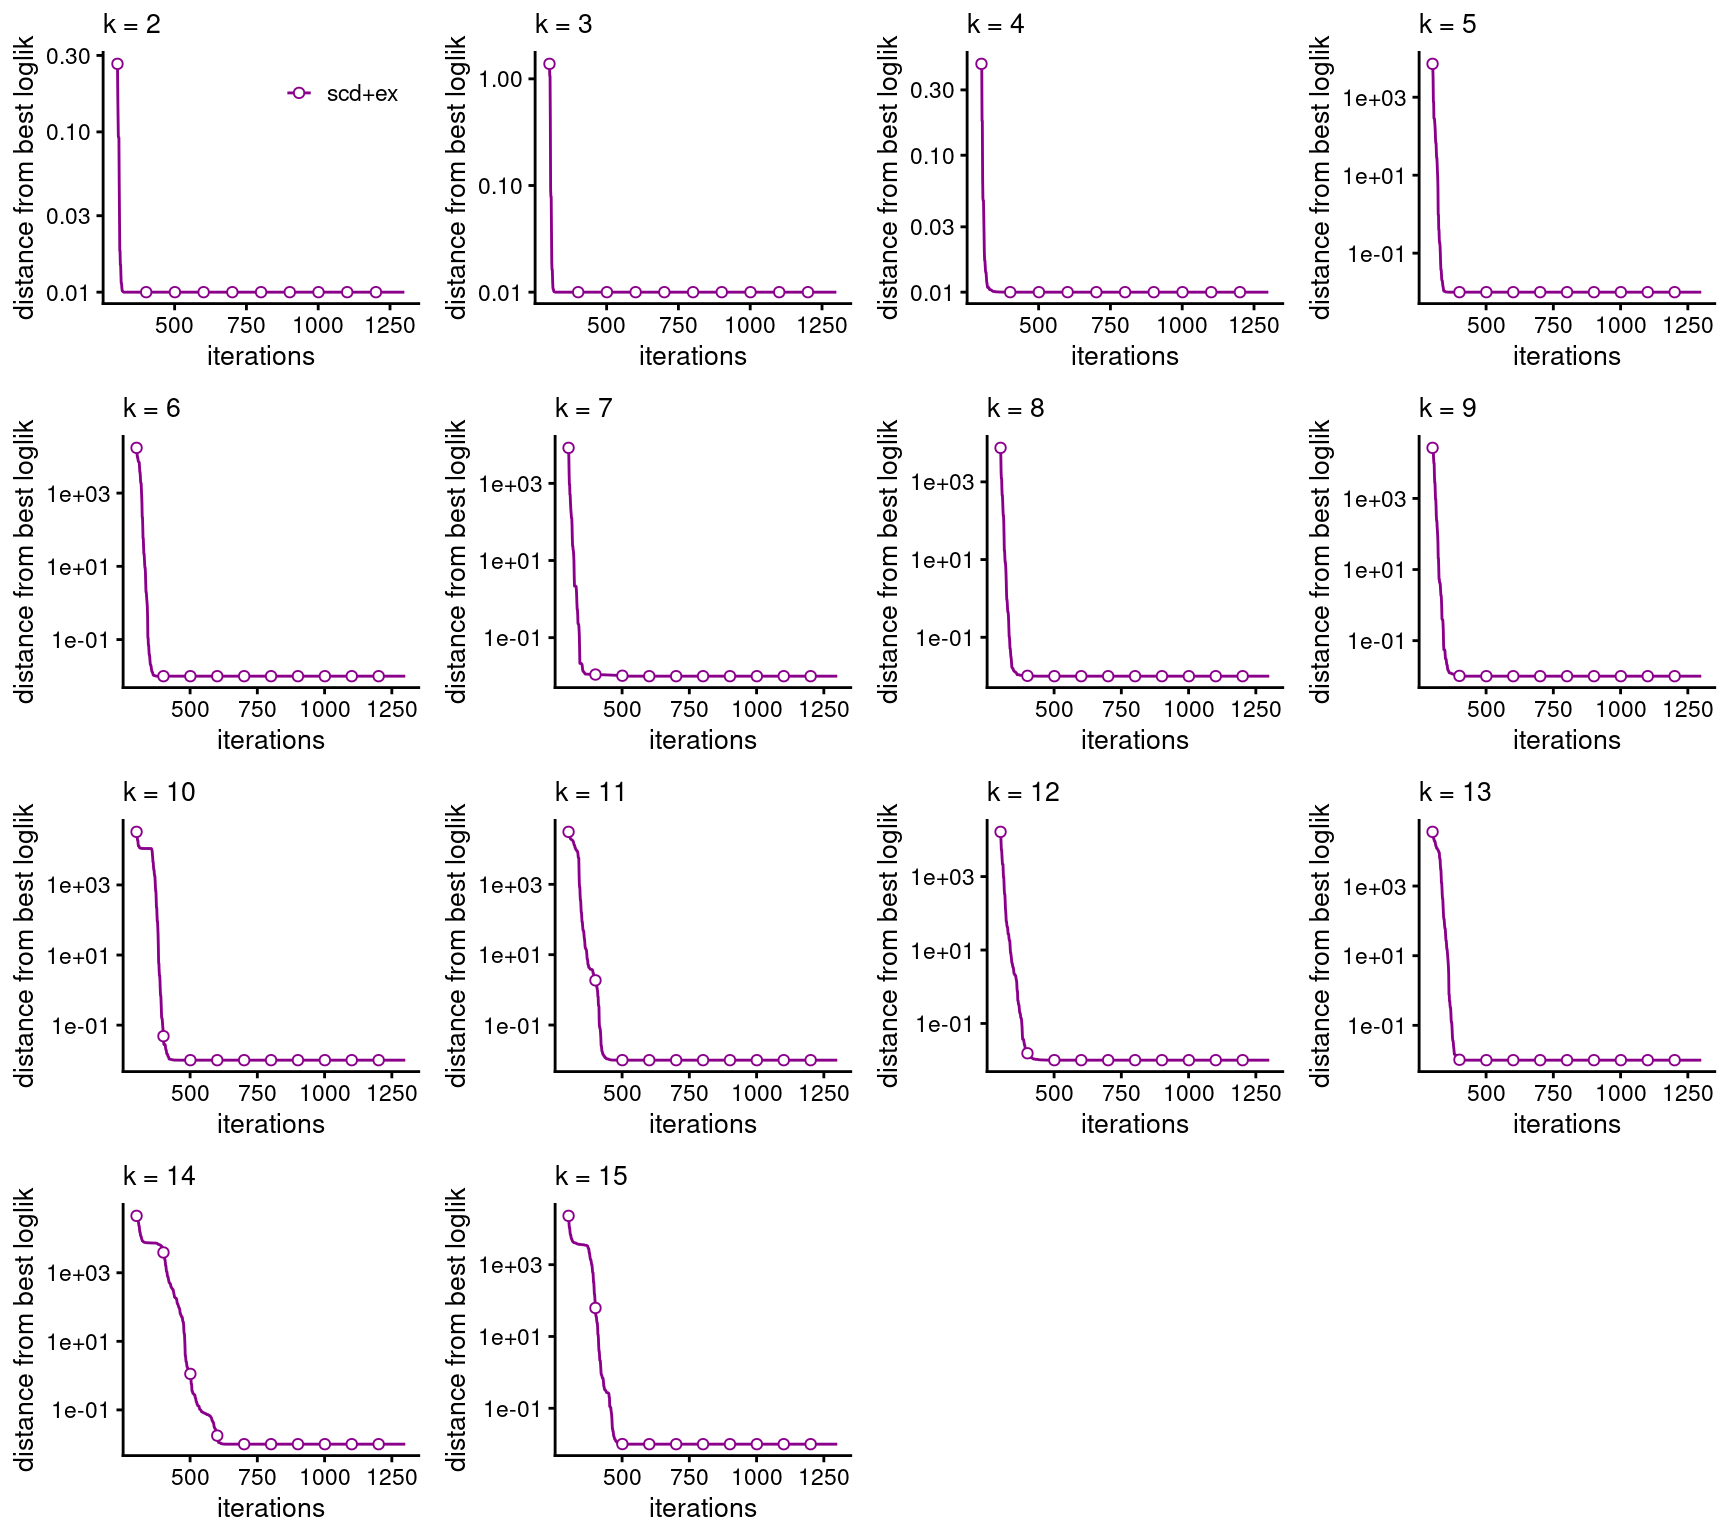 k = 2
distance from best loglik
0.30
0.10
0.03
0.01
scd+ex
500 750 1000 1250
iterations
k = 3
distance from best loglik
1.00
0.10
0.01
500 750 1000 1250
iterations
k = 4
distance from best loglik
0.30
0.10
0.03
0.01
500 750 1000 1250
iterations
k = 5
distance from best loglik
1e+03
1e+01
1e-01
500 750 1000 1250
iterations
k = 6
distance from best loglik
1e+03
1e+01
1e-01
500 750 1000 1250
iterations
k = 7
distance from best loglik
1e+03
1e+01
1e-01
500 750 1000 1250
iterations
k = 8
distance from best loglik
1e+03
1e+01
1e-01
500 750 1000 1250
iterations
k = 9
distance from best loglik
1e+03
1e+01
1e-01
500 750 1000 1250
iterations
k = 10
distance from best loglik
1e+03
1e+01
1e-01
500 750 1000 1250
iterations
k = 11
distance from best loglik
1e+03
1e+01
1e-01
500 750 1000 1250
iterations
k = 12
distance from best loglik
1e+03
1e+01
1e-01
500 750 1000 1250
iterations
k = 13
distance from best loglik
1e+03
1e+01
1e-01
500 750 1000 1250
iterations
k = 14
distance from best loglik
1e+03
1e+01
1e-01
500 750 1000 1250
iterations
k = 15
distance from best loglik
1e+03
1e+01
1e-01
500 750 1000 1250
iterations